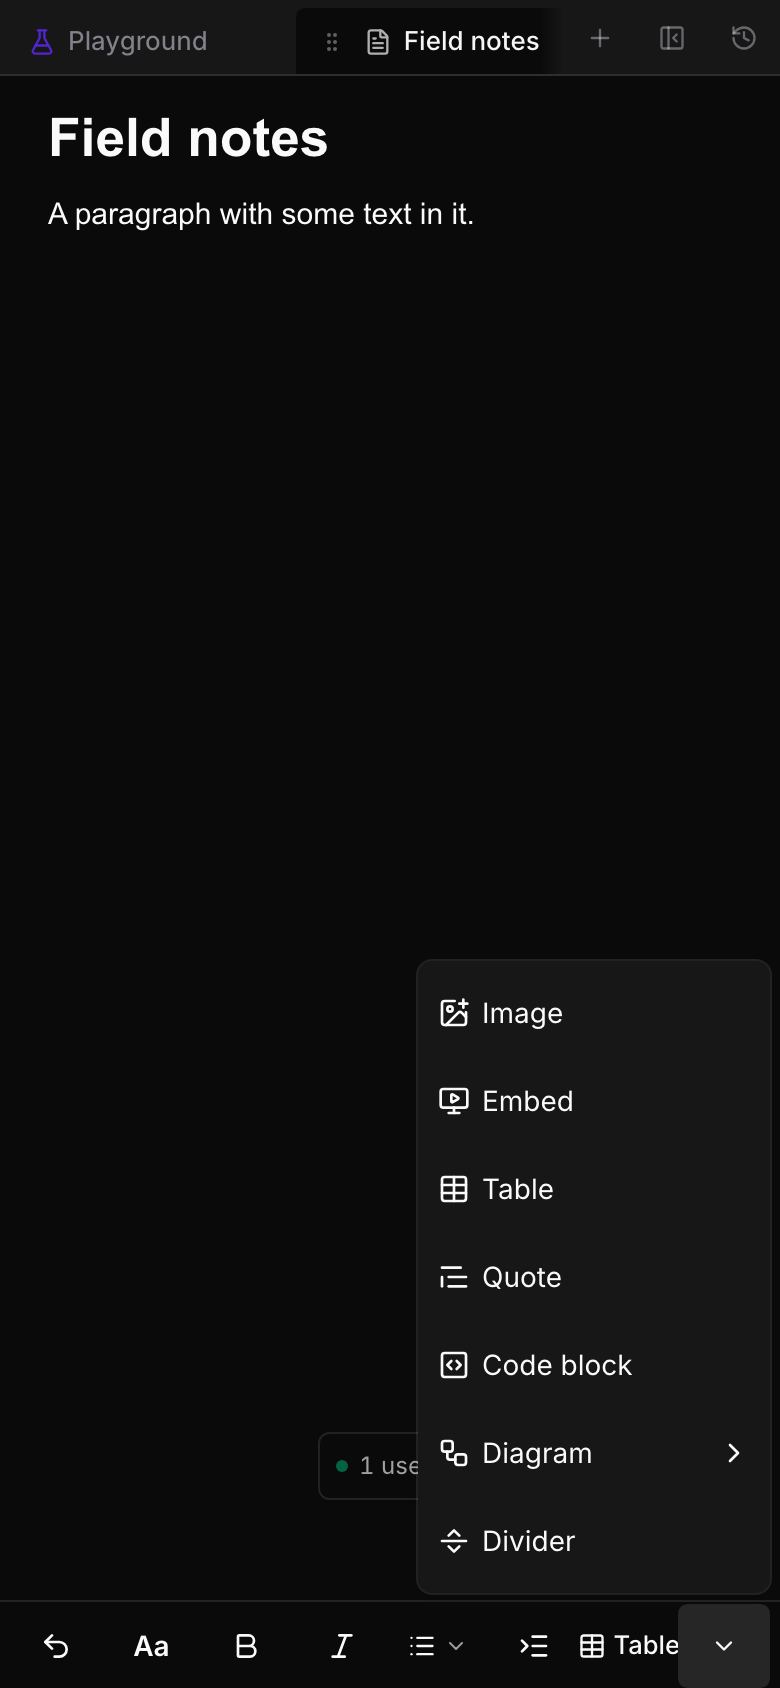 Playground
Field notes
Field notes
A paragraph with some text in it.
Image
Embed
Table
Quote
Code block
Diagram
1 use
Divider
Aa
B
I
Table